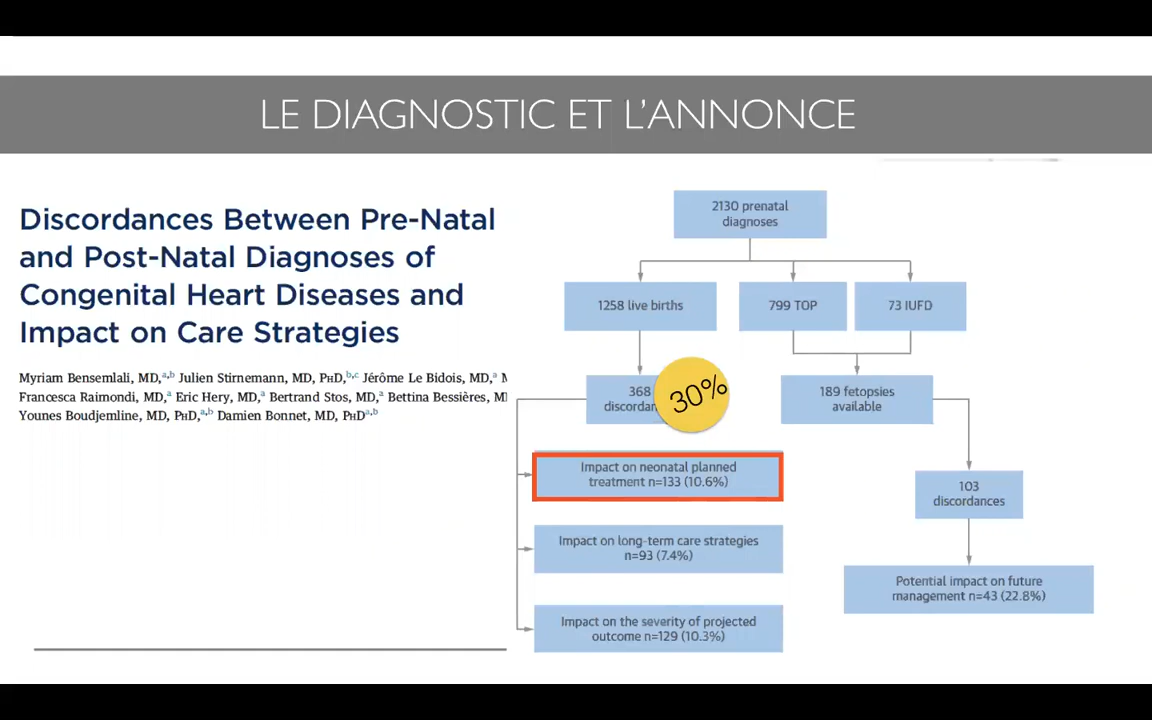 LE DIAGNOSTIC ET L'ANNONCE
Discordances Between Pre-Natal
and Post-Natal Diagnoses of
Congenital Heart Diseases and
Impact on Care Strategies
Myriam Bensemlali, MD,a,b Julien Stirnemann, MD, PHD,b,c Jérôme Le Bidois, MD,a
Francesca Raimondi, MD,a Eric Hery, MD,a Bertrand Stos, MD,a Bettina Bessières,
Younes Boudjemline, MD, PHD,a,b Damien Bonnet, MD, PHDa,b
2130 prenatal
diagnoses
1258 live births
799 TOP
73 IUFD
368
30%
189 fetopsies
available
Impact on neonatal planned
treatment n=133 (10.6%)
103
discordances
Impact on long-term care strategies
n=93 (7.4%)
Potential impact on future
management n=43 (22.8%)
Impact on the severity of projected
outcome n=129 (10.3%)